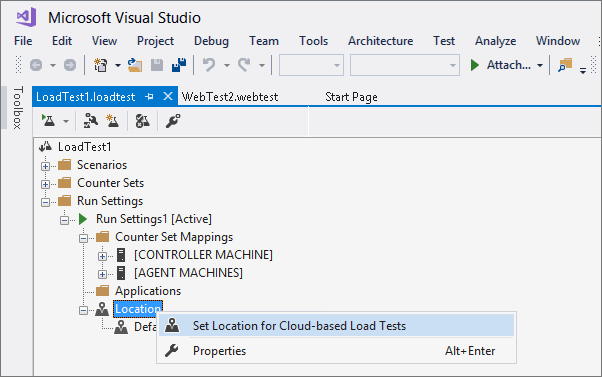 Microsoft Visual Studio
File Edit View Project Debug Team Tools Architecture Test Analyze Window
Attach...
Toolbox
LoadTest1.loadtest WebTest2.webtest Start Page
LoadTest1
Scenarios
Counter Sets
Run Settings
Run Settings1 [Active]
Counter Set Mappings
[CONTROLLER MACHINE]
[AGENT MACHINES]
Applications
Location
Set Location for Cloud-based Load Tests
Defa
Properties Alt+Enter